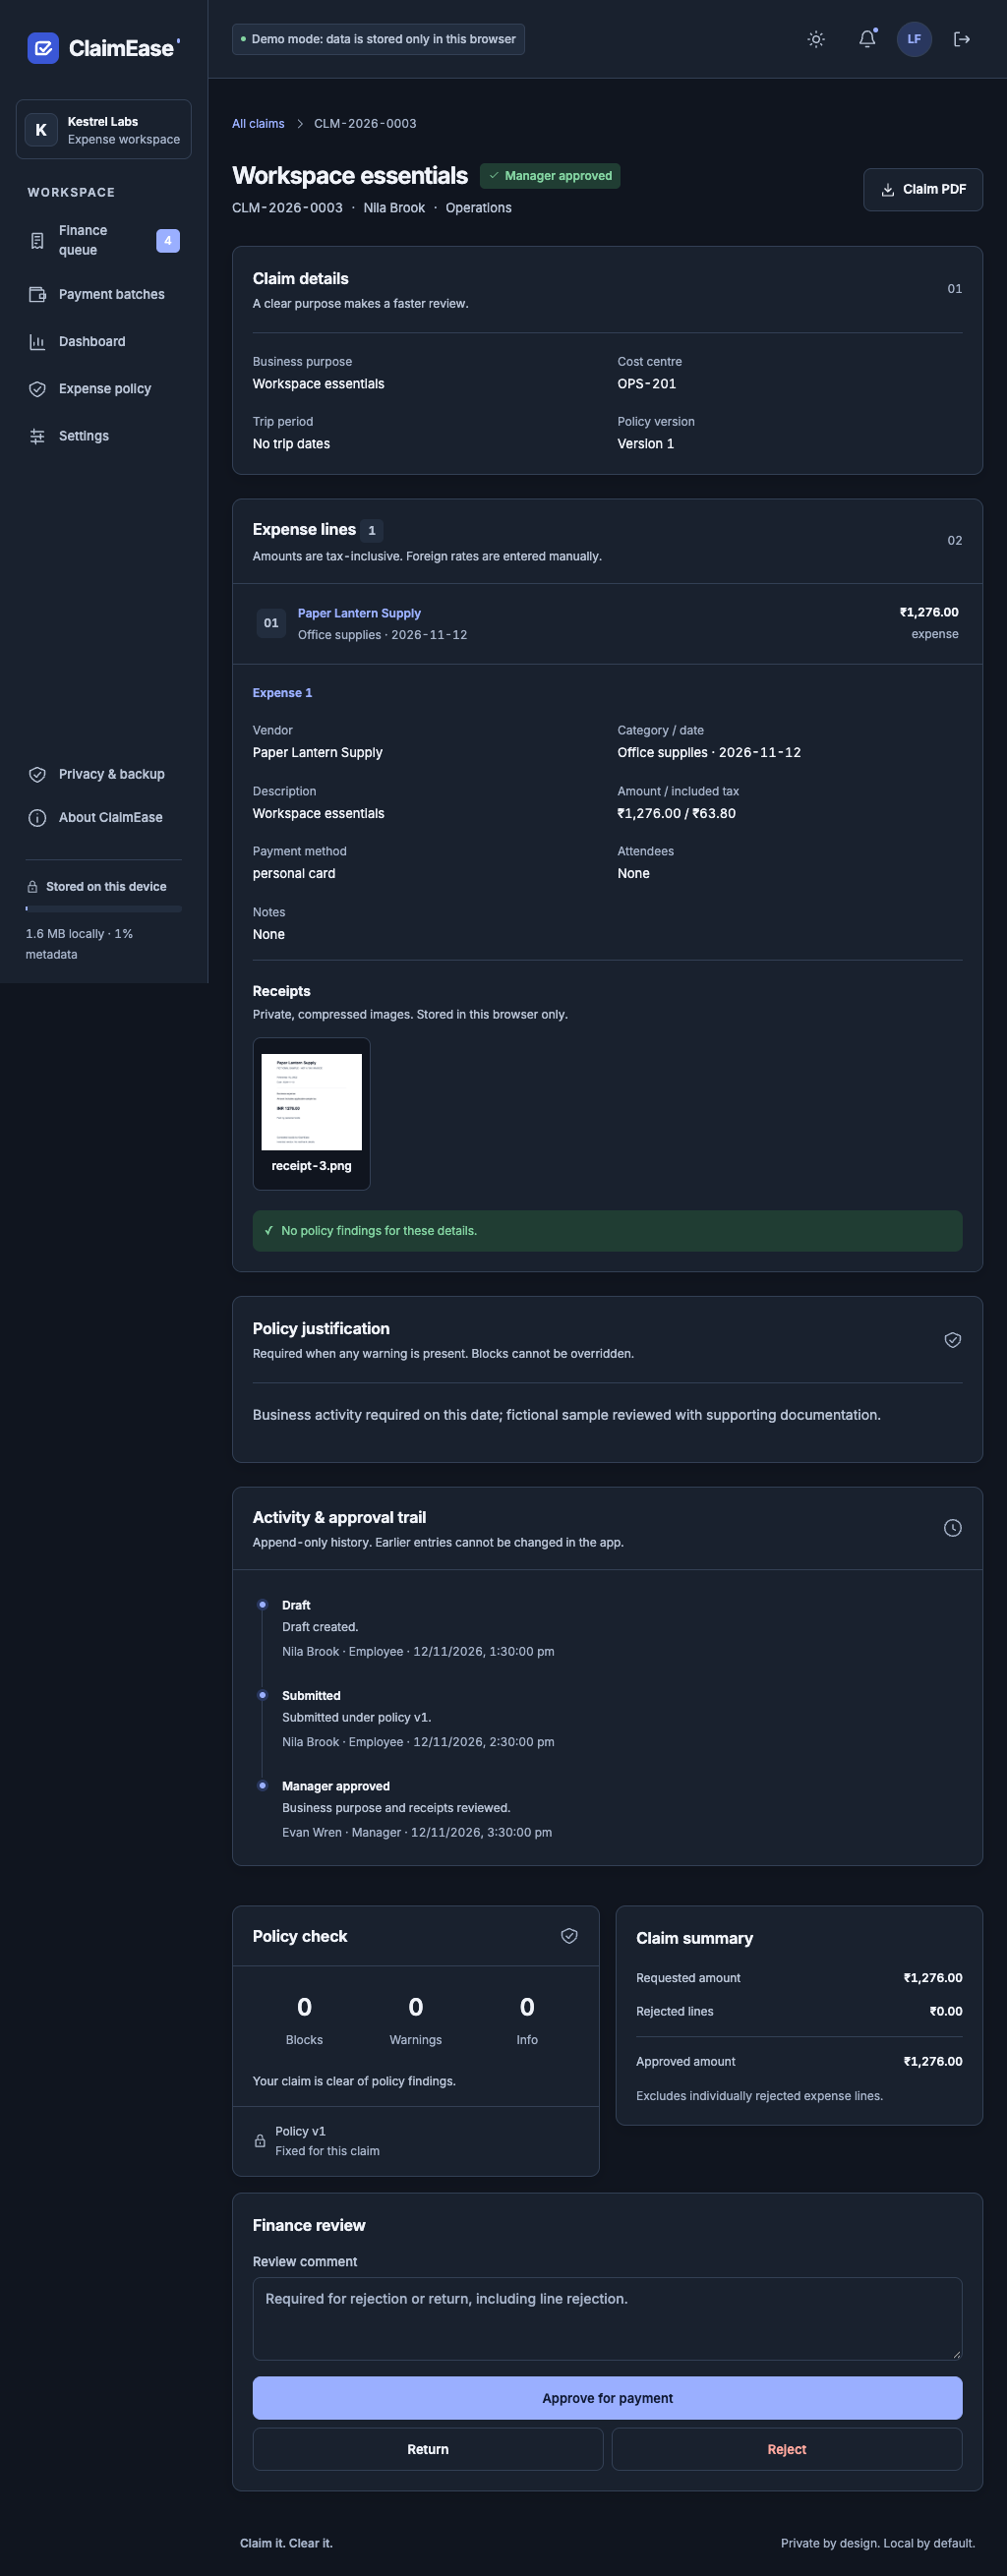 ClaimEase
Demo mode: data is stored only in this browser
LF
K
Kestrel Labs
Expense workspace
WORKSPACE
Finance queue
4
Payment batches
Dashboard
Expense policy
Settings
Privacy & backup
About ClaimEase
Stored on this device
1.6 MB locally · 1%
metadata
All claims > CLM-2026-0003
Workspace essentials
Manager approved
CLM-2026-0003 · Nila Brook · Operations
Claim PDF
Claim details
A clear purpose makes a faster review.
01
Business purpose
Workspace essentials
Cost centre
OPS-201
Trip period
No trip dates
Policy version
Version 1
Expense lines 1
Amounts are tax-inclusive. Foreign rates are entered manually.
02
01
Paper Lantern Supply
Office supplies · 2026-11-12
₹1,276.00
expense
Expense 1
Vendor
Paper Lantern Supply
Category / date
Office supplies · 2026-11-12
Description
Workspace essentials
Amount / included tax
₹1,276.00 / ₹63.80
Payment method
personal card
Attendees
None
Notes
None
Receipts
Private, compressed images. Stored in this browser only.
Paper Lantern Supply
INR 1276.00
receipt-3.png
✓ No policy findings for these details.
Policy justification
Required when any warning is present. Blocks cannot be overridden.
Business activity required on this date; fictional sample reviewed with supporting documentation.
Activity & approval trail
Append-only history. Earlier entries cannot be changed in the app.
Draft
Draft created.
Nila Brook · Employee · 12/11/2026, 1:30:00 pm
Submitted
Submitted under policy v1.
Nila Brook · Employee · 12/11/2026, 2:30:00 pm
Manager approved
Business purpose and receipts reviewed.
Evan Wren · Manager · 12/11/2026, 3:30:00 pm
Policy check
0
Blocks
0
Warnings
0
Info
Your claim is clear of policy findings.
Policy v1
Fixed for this claim
Claim summary
Requested amount ₹1,276.00
Rejected lines ₹0.00
Approved amount ₹1,276.00
Excludes individually rejected expense lines.
Finance review
Review comment
Required for rejection or return, including line rejection.
Approve for payment
Return
Reject
Claim it. Clear it.
Private by design. Local by default.